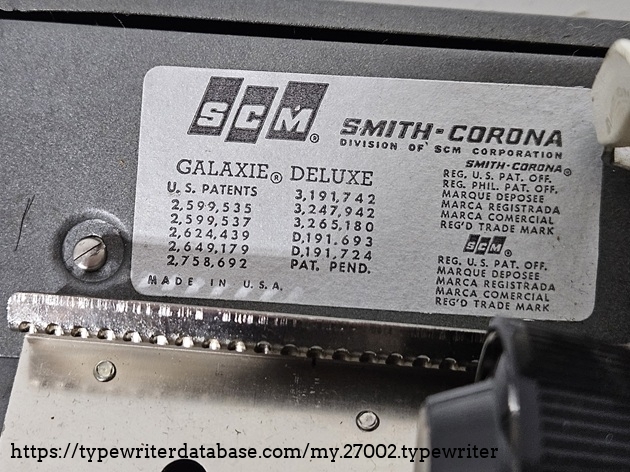 SCM®
SMITH-CORONA
DIVISION OF SCM CORPORATION
GALAXIE® DELUXE
U.S. PATENTS
2,599,535
2,599,537
2,624,439
2,649,179
2,758,692
3,191,742
3,247,942
3,265,180
D,191,693
D,191,724
PAT. PEND.
MADE IN U.S.A.
SMITH-CORONA®
REG. U.S. PAT. OFF.
REG. PHIL. PAT. OFF.
MARQUE DEPOSEE
MARCA REGISTRADA
MARCA COMERCIAL
REG'D TRADE MARK
SCM®
REG. U.S. PAT. OFF.
MARQUE DEPOSEE
MARCA REGISTRADA
MARCA COMERCIAL
REG'D TRADE MARK
https://typewriterdatabase.com/my.27002.typewriter